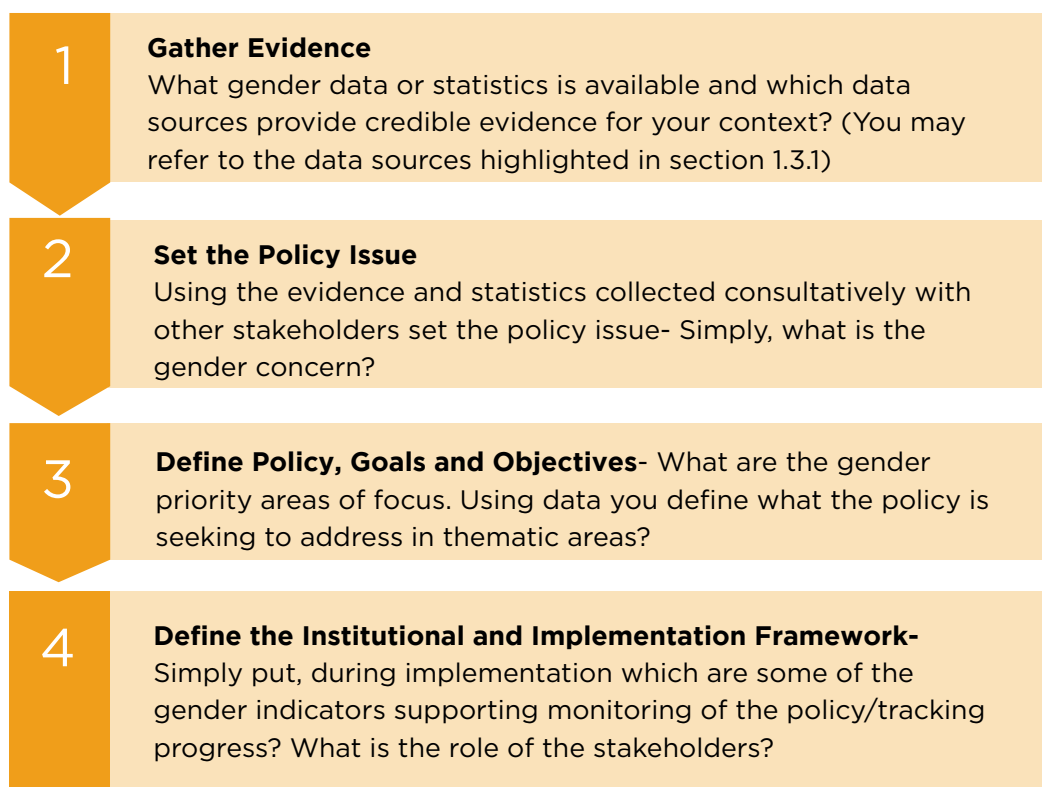 1
Gather Evidence
What gender data or statistics is available and which data
sources provide credible evidence for your context? (You may
refer to the data sources highlighted in section 1.3.1)
2
Set the Policy Issue
Using the evidence and statistics collected consultatively with
other stakeholders set the policy issue- Simply, what is the
gender concern?
3
Define Policy, Goals and Objectives- What are the gender
priority areas of focus. Using data you define what the policy is
seeking to address in thematic areas?
4
Define the Institutional and Implementation Framework-
Simply put, during implementation which are some of the
gender indicators supporting monitoring of the policy/tracking
progress? What is the role of the stakeholders?